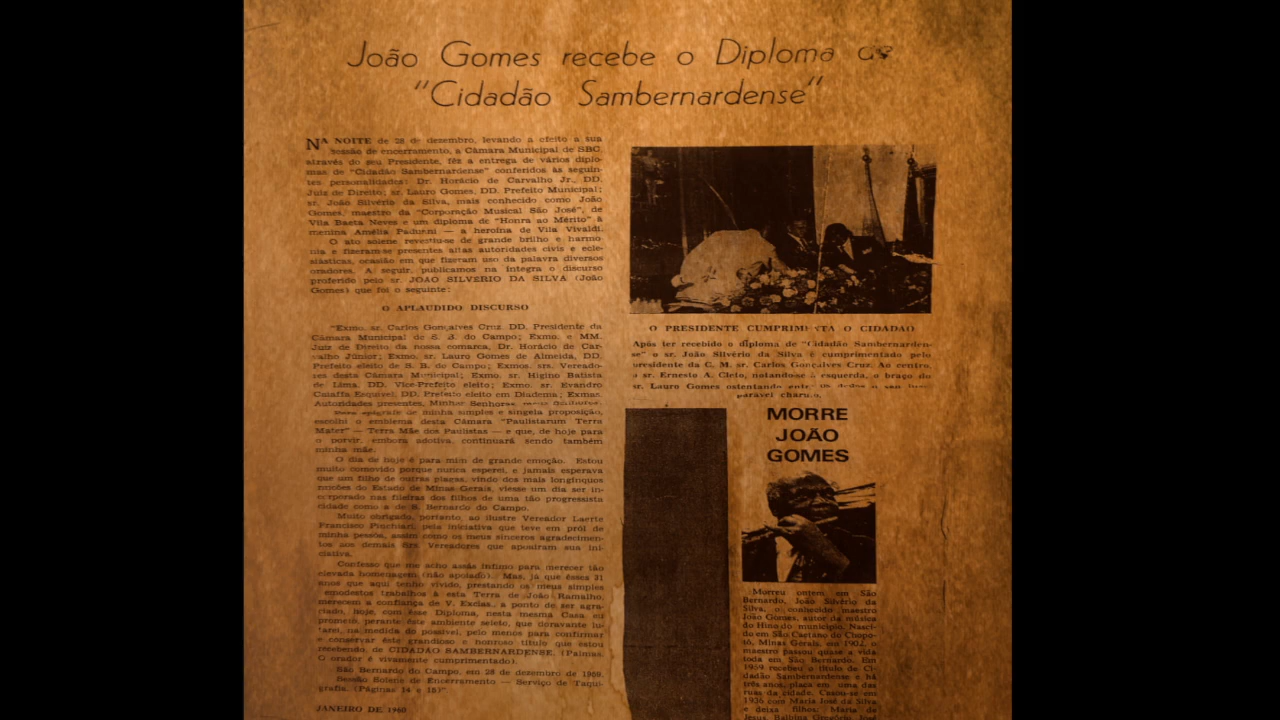 João Gomes recebe o Diploma de
"Cidadão Sambernardense"
NA NOITE de 28 de dezembro, levando a efeito a sua
sessão de encerramento, a Câmara Municipal de SBC,
através do seu Presidente, fêz a entrega de vários diplo-
mas de "Cidadão Sambernardense" conferidos às seguin-
tes personalidades: Dr. Horácio de Carvalho Jr., DD.
Juiz de Direito; sr. Lauro Gomes, DD. Prefeito Municipal;
sr. João Silvério da Silva, mais conhecido como João
Gomes, maestro da "Corporação Musical São José", de
Vila Baeta Neves e um diploma de "Honra ao Mérito" à
menina Amélia Paduani — a heroína de Vila Vivaldi.
O ato solene revestiu-se de grande brilho e harmo-
nia e fizeram-se presentes altas autoridades civis e ecle-
siásticas, ocasião em que fizeram uso da palavra diversos
oradores. A seguir, publicamos na íntegra o discurso
proferido pelo sr. JOÃO SILVÉRIO DA SILVA (João
Gomes) que foi o seguinte:
O APLAUDIDO DISCURSO
"Exmo. sr. Carlos Gonçalves Cruz, DD. Presidente da
Câmara Municipal de S. B. do Campo; Exmo. e MM.
Juiz de Direito da nossa comarca, Dr. Horácio de Car-
valho Júnior; Exmo. sr. Lauro Gomes de Almeida, DD.
Prefeito eleito de S. B. do Campo; Exmos. srs. Vereado-
res desta Câmara Municipal; Exmo. sr. Higino Batista
de Lima, DD. Vice-Prefeito eleito; Exmo. sr. Evandro
Caiaffa Esquível, DD. Prefeito eleito em Diadema; Exmas.
Autoridades presentes, Minhas Senhoras
Para epígrafe de minha simples e singela proposição,
escolhi o emblema desta Câmara "Paulistarum Terra
Mater" — Terra Mãe dos Paulistas — e que, de hoje para
o porvir, embora adotiva, continuará sendo também
minha mãe.
O dia de hoje é para mim de grande emoção. Estou
muito comovido porque nunca esperei, e jamais esperava
que um filho de outras plagas, vindo dos mais longínquos
rincões do Estado de Minas Gerais, viesse um dia ser in-
corporado nas fileiras dos filhos de uma tão progressista
cidade como a de S. Bernardo do Campo.
Muito obrigado, portanto, ao ilustre Vereador Laerte
Francisco Pinchiari, pela iniciativa que teve em pról de
minha pessôa, assim como os meus sinceros agradecimen-
tos aos demais Srs. Vereadores que apoiaram sua ini-
ciativa.
Confesso que me acho assás ínfimo para merecer tão
elevada homenagem (não apoiado). Mas, já que êsses 31
anos que aqui tenho vivido, prestando os meus simples
emodestos trabalhos à esta Terra de João Ramalho,
merecem a confiança de V. Excias., a ponto de ser agra-
ciado, hoje, com êsse Diploma, nesta mesma Casa eu
prometo, perante êste ambiente seleto, que doravante lu-
tarei, na medida do possível, pelo menos para confirmar
e conservar êste grandioso e honroso título que estou
recebendo, de CIDADÃO SAMBERNARDENSE. (Palmas.
O orador é vivamente cumprimentado).
São Bernardo do Campo, em 28 de dezembro de 1959.
Sessão Solene de Encerramento — Serviço de Taqui-
grafia. (Páginas 14 e 15)"
JANEIRO DE 1960
O PRESIDENTE CUMPRIMENTA O CIDADÃO
Após ter recebido o diploma de "Cidadão Sambernarden-
se" o sr. João Silvério da Silva é cumprimentado pelo
presidente da C. M. sr. Carlos Gonçalves Cruz. Ao centro,
o sr. Ernesto A. Cleto, notando-se à esquerda, o braço do
sr. Lauro Gomes ostentando entre os dedos o seu inse-
parável charuto.
MORRE
JOÃO
GOMES
Morreu ontem em São
Bernardo, João Silvério da
Silva, o conhecido maestro
João Gomes, autor da música
do Hino do município. Nasci-
do em São Caetano do Chopo-
tó, Minas Gerais, em 1902, o
maestro passou quase a vida
toda em São Bernardo. Em
1959 recebeu o título de Ci-
dadão Sambernardense e há
três anos, placa em uma das
ruas da cidade. Casou-se em
1936 com Maria José da Silva
e deixa filhos: Maria de
Jesus, Balbina Gregório, José